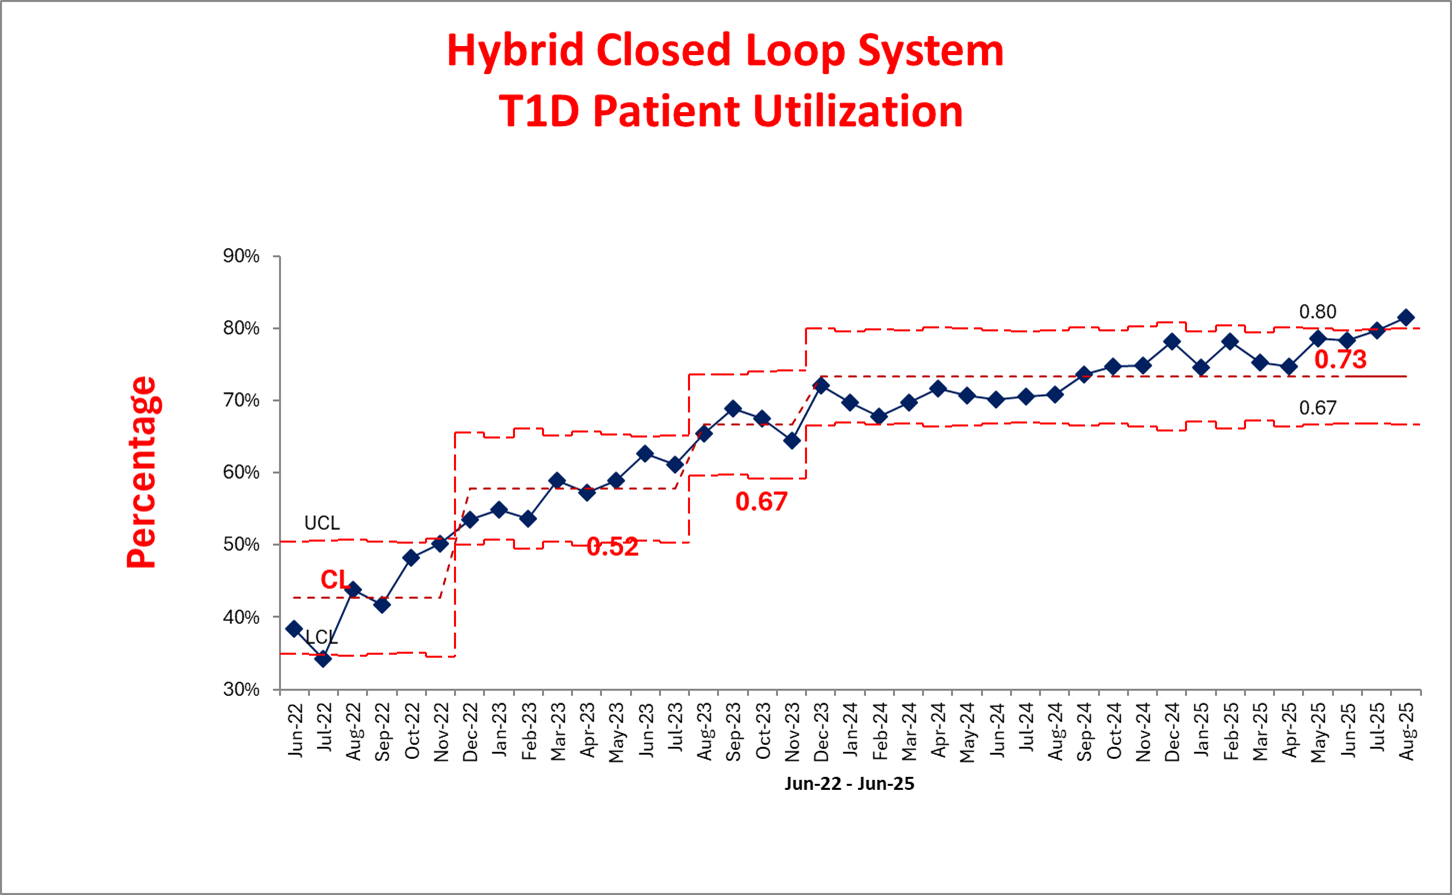 Hybrid Closed Loop System
T1D Patient Utilization
Percentage
90%
80%
70%
60%
50%
40%
30%
UCL
CL
LCL
0.52
0.67
0.80
0.73
0.67
Jun-22
Jul-22
Aug-22
Sep-22
Oct-22
Nov-22
Dec-22
Jan-23
Feb-23
Mar-23
Apr-23
May-23
Jun-23
Jul-23
Aug-23
Sep-23
Oct-23
Nov-23
Dec-23
Jan-24
Feb-24
Mar-24
Apr-24
May-24
Jun-24
Jul-24
Aug-24
Sep-24
Oct-24
Nov-24
Dec-24
Jan-25
Feb-25
Mar-25
Apr-25
May-25
Jun-25
Jul-25
Aug-25
Jun-22 - Jun-25